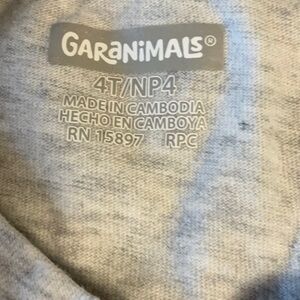 GARANiMALS®
4T/NP4
MADE IN CAMBODIA
HECHO EN CAMBOYA
RN 15897 RPC